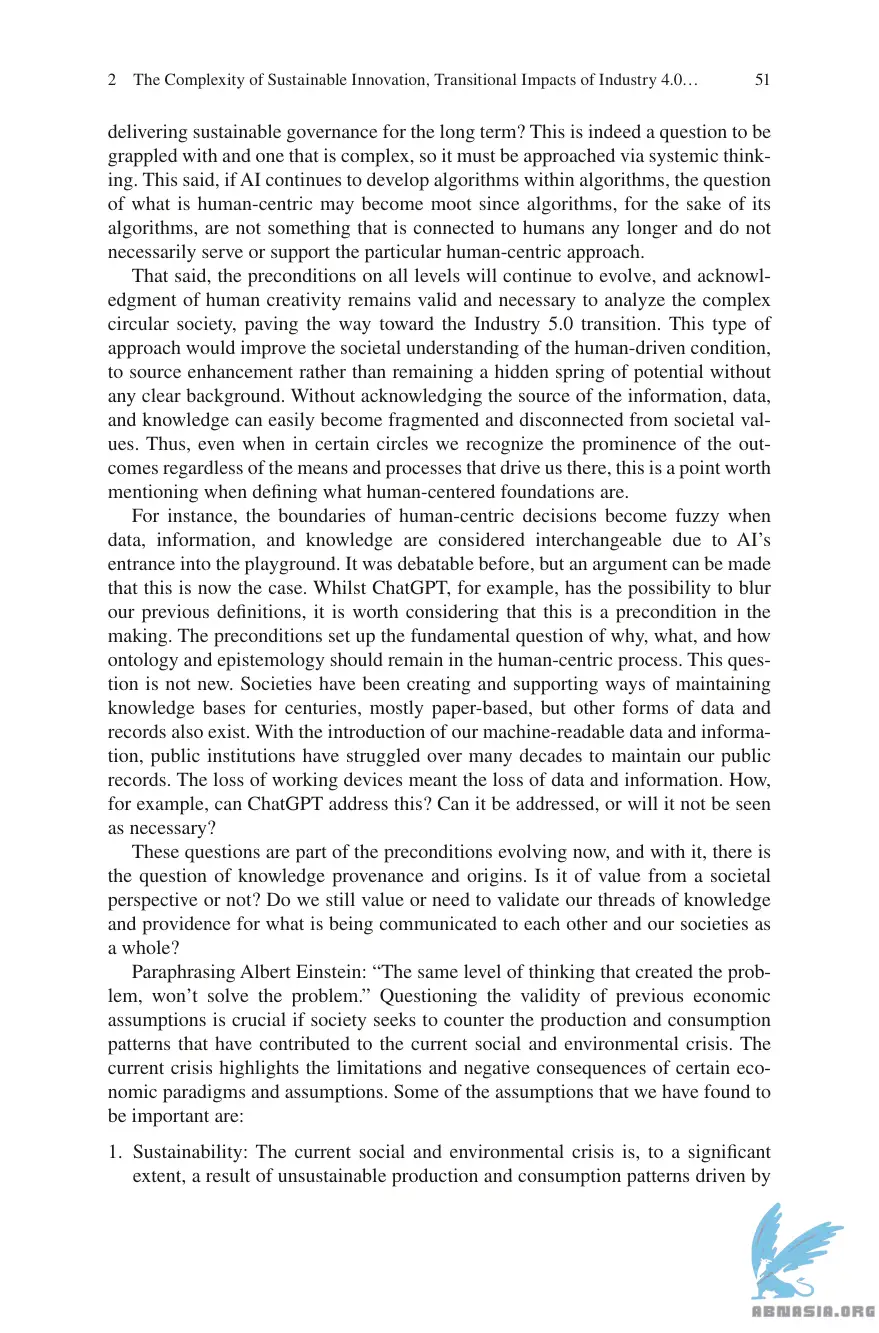 2 The Complexity of Sustainable Innovation, Transitional Impacts of Industry 4.0… 51
delivering sustainable governance for the long term? This is indeed a question to be
grappled with and one that is complex, so it must be approached via systemic think-
ing. This said, if AI continues to develop algorithms within algorithms, the question
of what is human-centric may become moot since algorithms, for the sake of its
algorithms, are not something that is connected to humans any longer and do not
necessarily serve or support the particular human-centric approach.
That said, the preconditions on all levels will continue to evolve, and acknowl-
edgment of human creativity remains valid and necessary to analyze the complex
circular society, paving the way toward the Industry 5.0 transition. This type of
approach would improve the societal understanding of the human-driven condition,
to source enhancement rather than remaining a hidden spring of potential without
any clear background. Without acknowledging the source of the information, data,
and knowledge can easily become fragmented and disconnected from societal val-
ues. Thus, even when in certain circles we recognize the prominence of the out-
comes regardless of the means and processes that drive us there, this is a point worth
mentioning when defining what human-centered foundations are.
For instance, the boundaries of human-centric decisions become fuzzy when
data, information, and knowledge are considered interchangeable due to AI’s
entrance into the playground. It was debatable before, but an argument can be made
that this is now the case. Whilst ChatGPT, for example, has the possibility to blur
our previous definitions, it is worth considering that this is a precondition in the
making. The preconditions set up the fundamental question of why, what, and how
ontology and epistemology should remain in the human-centric process. This ques-
tion is not new. Societies have been creating and supporting ways of maintaining
knowledge bases for centuries, mostly paper-based, but other forms of data and
records also exist. With the introduction of our machine-readable data and informa-
tion, public institutions have struggled over many decades to maintain our public
records. The loss of working devices meant the loss of data and information. How,
for example, can ChatGPT address this? Can it be addressed, or will it not be seen
as necessary?
These questions are part of the preconditions evolving now, and with it, there is
the question of knowledge provenance and origins. Is it of value from a societal
perspective or not? Do we still value or need to validate our threads of knowledge
and providence for what is being communicated to each other and our societies as
a whole?
Paraphrasing Albert Einstein: “The same level of thinking that created the prob-
lem, won’t solve the problem.” Questioning the validity of previous economic
assumptions is crucial if society seeks to counter the production and consumption
patterns that have contributed to the current social and environmental crisis. The
current crisis highlights the limitations and negative consequences of certain eco-
nomic paradigms and assumptions. Some of the assumptions that we have found to
be important are:
1. Sustainability: The current social and environmental crisis is, to a significant
extent, a result of unsustainable production and consumption patterns driven by
ABNASIA.ORG